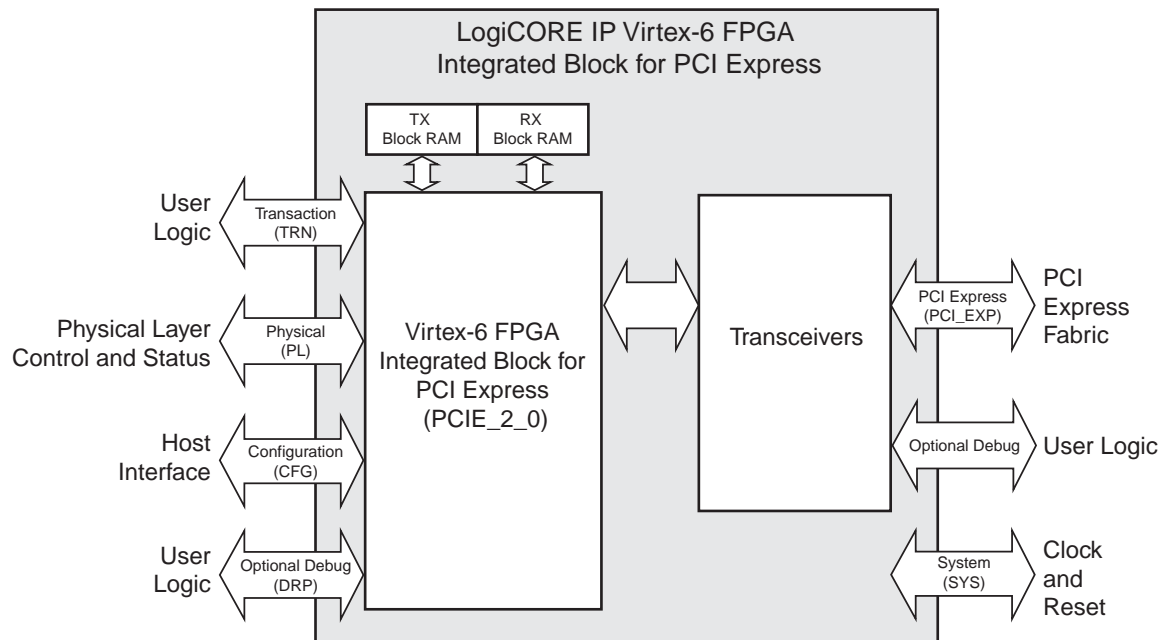 LogiCORE IP Virtex-6 FPGA
Integrated Block for PCI Express
TX
Block RAM
RX
Block RAM
User
Logic
Transaction
(TRN)
Physical Layer
Control and Status
Physical
(PL)
Host
Interface
Configuration
(CFG)
User
Logic
Optional Debug
(DRP)
Virtex-6 FPGA
Integrated Block for
PCI Express
(PCIE_2_0)
Transceivers
PCI Express
(PCI_EXP)
PCI
Express
Fabric
Optional Debug
User Logic
System
(SYS)
Clock
and
Reset